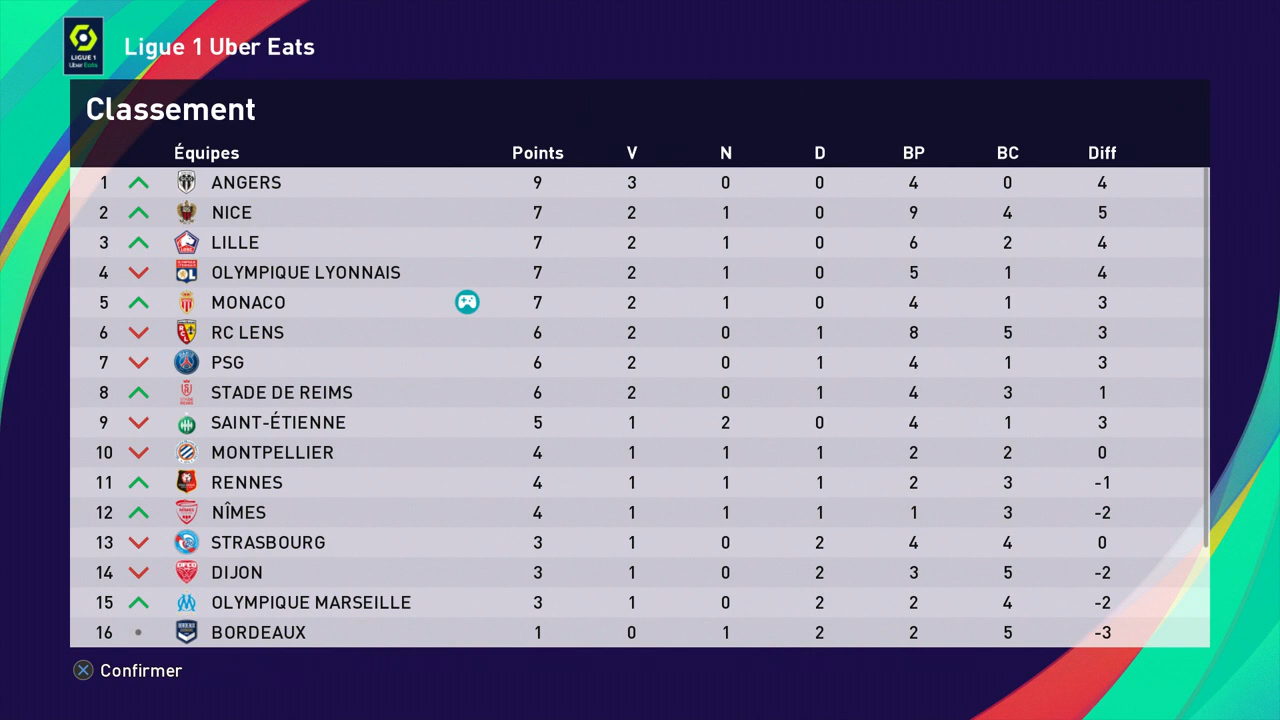 LIGUE 1
Uber Eats
Ligue 1 Uber Eats
Classement
Équipes Points V N D BP BC Diff
1 ANGERS 9 3 0 0 4 0 4
2 NICE 7 2 1 0 9 4 5
3 LILLE 7 2 1 0 6 2 4
4 OLYMPIQUE LYONNAIS 7 2 1 0 5 1 4
5 MONACO 7 2 1 0 4 1 3
6 RC LENS 6 2 0 1 8 5 3
7 PSG 6 2 0 1 4 1 3
8 STADE DE REIMS 6 2 0 1 4 3 1
9 SAINT-ÉTIENNE 5 1 2 0 4 1 3
10 MONTPELLIER 4 1 1 1 2 2 0
11 RENNES 4 1 1 1 2 3 -1
12 NÎMES 4 1 1 1 1 3 -2
13 STRASBOURG 3 1 0 2 4 4 0
14 DIJON 3 1 0 2 3 5 -2
15 OLYMPIQUE MARSEILLE 3 1 0 2 2 4 -2
16 BORDEAUX 1 0 1 2 2 5 -3
Confirmer